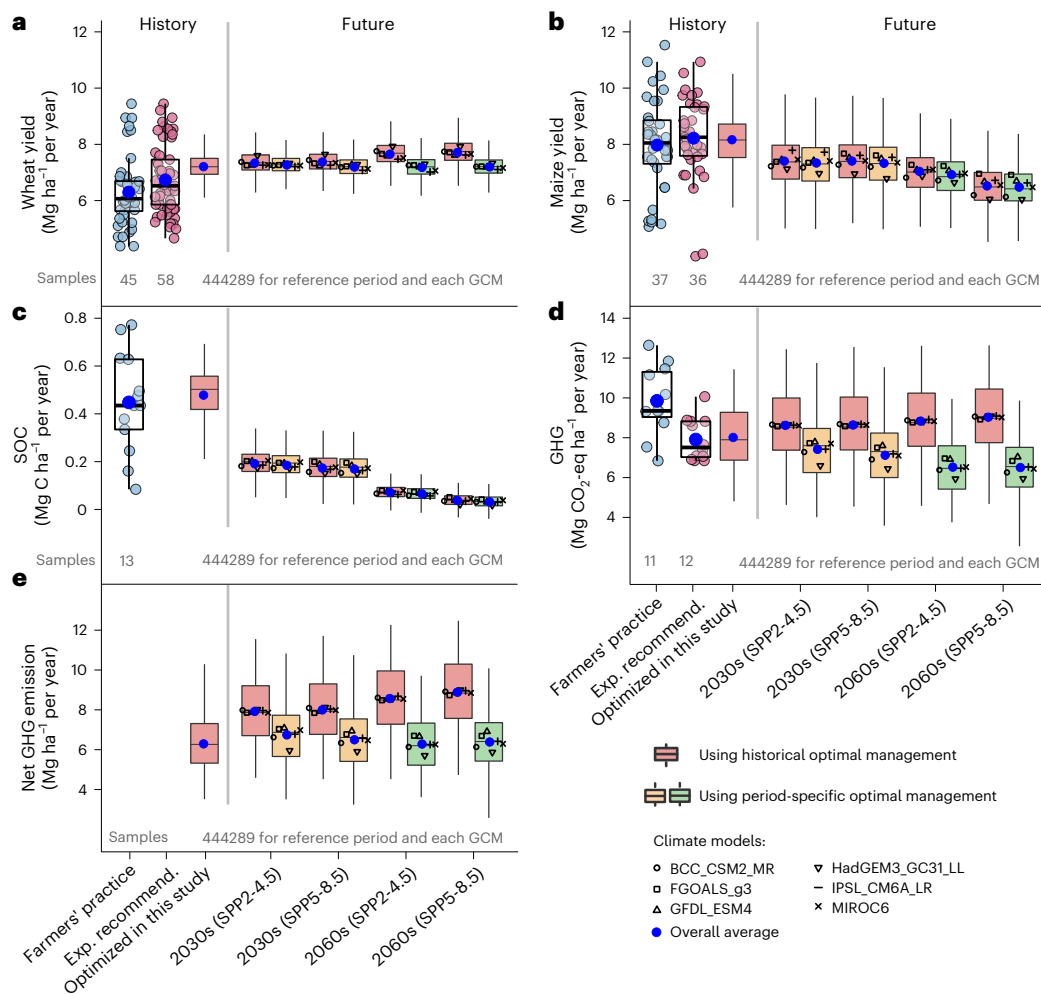 a
History
Future
12
10
8
6
Wheat yield
(Mg ha⁻¹ per year)
Samples
45
58
444289 for reference period and each GCM
b
History
Future
12
10
8
6
4
Maize yield
(Mg ha⁻¹ per year)
37
36
444289 for reference period and each GCM
c
0.8
0.6
0.4
0.2
0
SOC
(Mg C ha⁻¹ per year)
Samples
13
444289 for reference period and each GCM
d
14
12
10
8
6
4
GHG
(Mg CO₂-eq ha⁻¹ per year)
11
12
444289 for reference period and each GCM
Farmers' practice
Exp. recommend.
Optimized in this study
2030s (SPP2-4.5)
2030s (SPP5-8.5)
2060s (SPP2-4.5)
2060s (SPP5-8.5)
e
12
10
8
6
4
Net GHG emission
(Mg ha⁻¹ per year)
Samples
444289 for reference period and each GCM
Farmers' practice
Exp. recommend.
Optimized in this study
2030s (SPP2-4.5)
2030s (SPP5-8.5)
2060s (SPP2-4.5)
2060s (SPP5-8.5)
Using historical optimal management
Using period-specific optimal management
Climate models:
BCC_CSM2_MR
FGOALS_g3
GFDL_ESM4
Overall average
HadGEM3_GC31_LL
IPSL_CM6A_LR
MIROC6